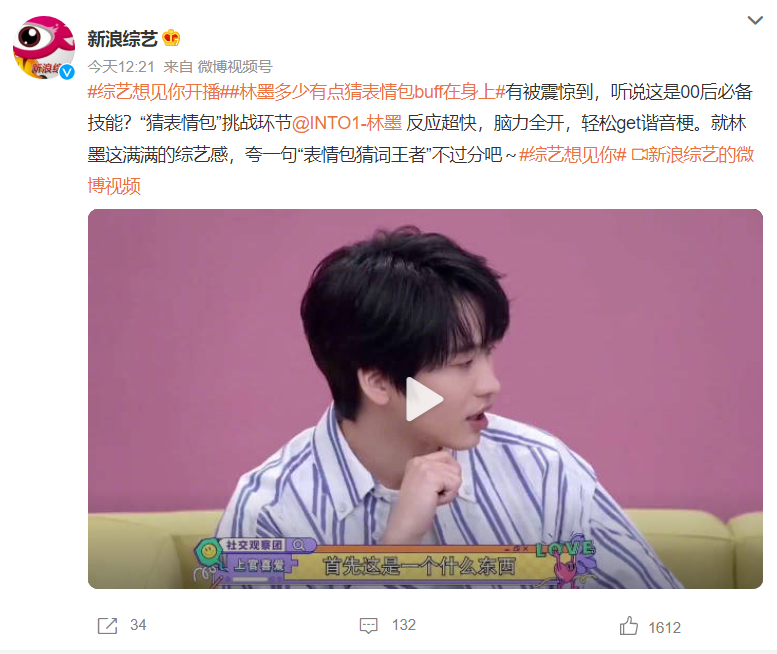 新浪综艺
新浪综
今天12:21 来自 微博视频号
#综艺想见你开播##林墨多少有点猜表情包buff在身上#有被震惊到，听说这是00后必备
技能？“猜表情包”挑战环节@INTO1-林墨 反应超快，脑力全开，轻松get谐音梗。就林
墨这满满的综艺感，夸一句“表情包猜词王者”不过分吧～#综艺想见你# 新浪综艺的微
博视频
社交观察团
上官喜爱
首先这是一个什么东西
LOVE
34
132
1612